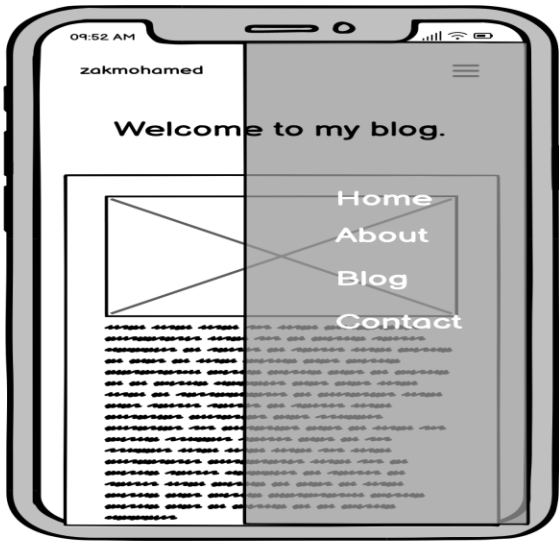 09:52 AM
zakmohamed
Welcome to my blog.
Home
About
Blog
Contact